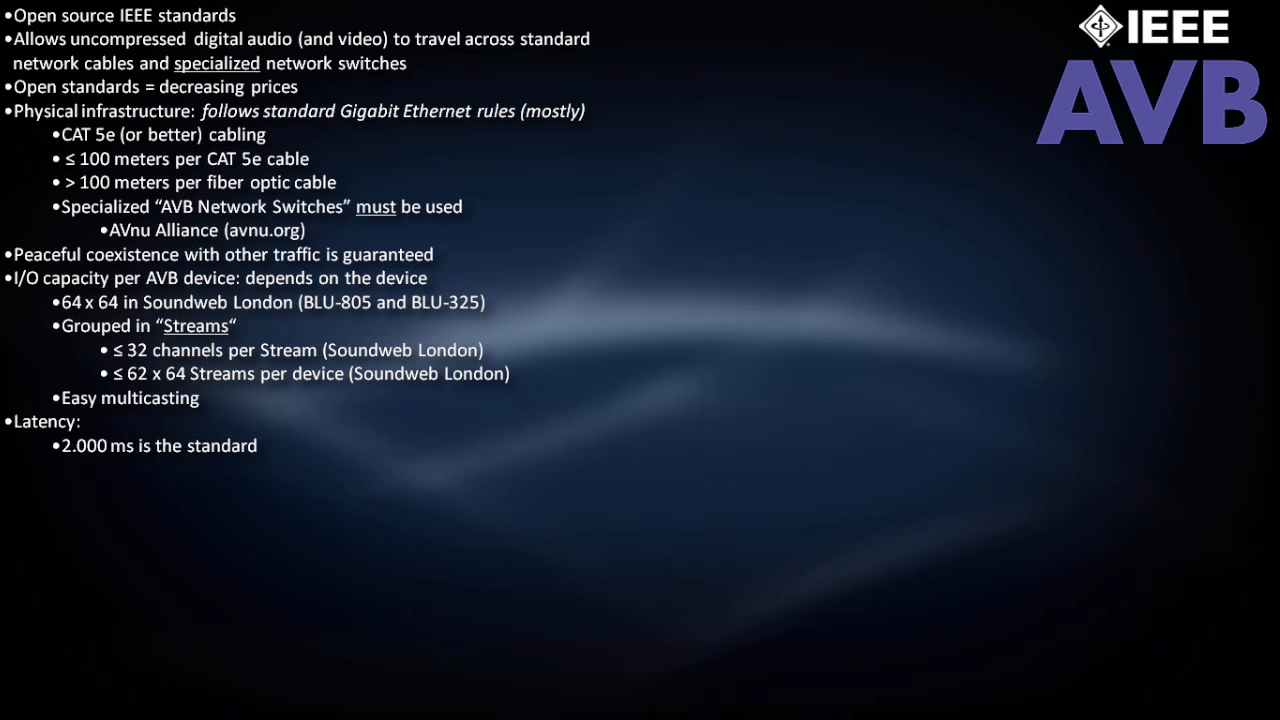 •Open source IEEE standards
•Allows uncompressed digital audio (and video) to travel across standard
network cables and specialized network switches
•Open standards = decreasing prices
•Physical infrastructure: follows standard Gigabit Ethernet rules (mostly)
•CAT 5e (or better) cabling
• ≤ 100 meters per CAT 5e cable
• > 100 meters per fiber optic cable
•Specialized “AVB Network Switches” must be used
•AVnu Alliance (avnu.org)
•Peaceful coexistence with other traffic is guaranteed
•I/O capacity per AVB device: depends on the device
•64 x 64 in Soundweb London (BLU-805 and BLU-325)
•Grouped in “Streams“
• ≤ 32 channels per Stream (Soundweb London)
• ≤ 62 x 64 Streams per device (Soundweb London)
•Easy multicasting
•Latency:
•2.000 ms is the standard
IEEE
AVB